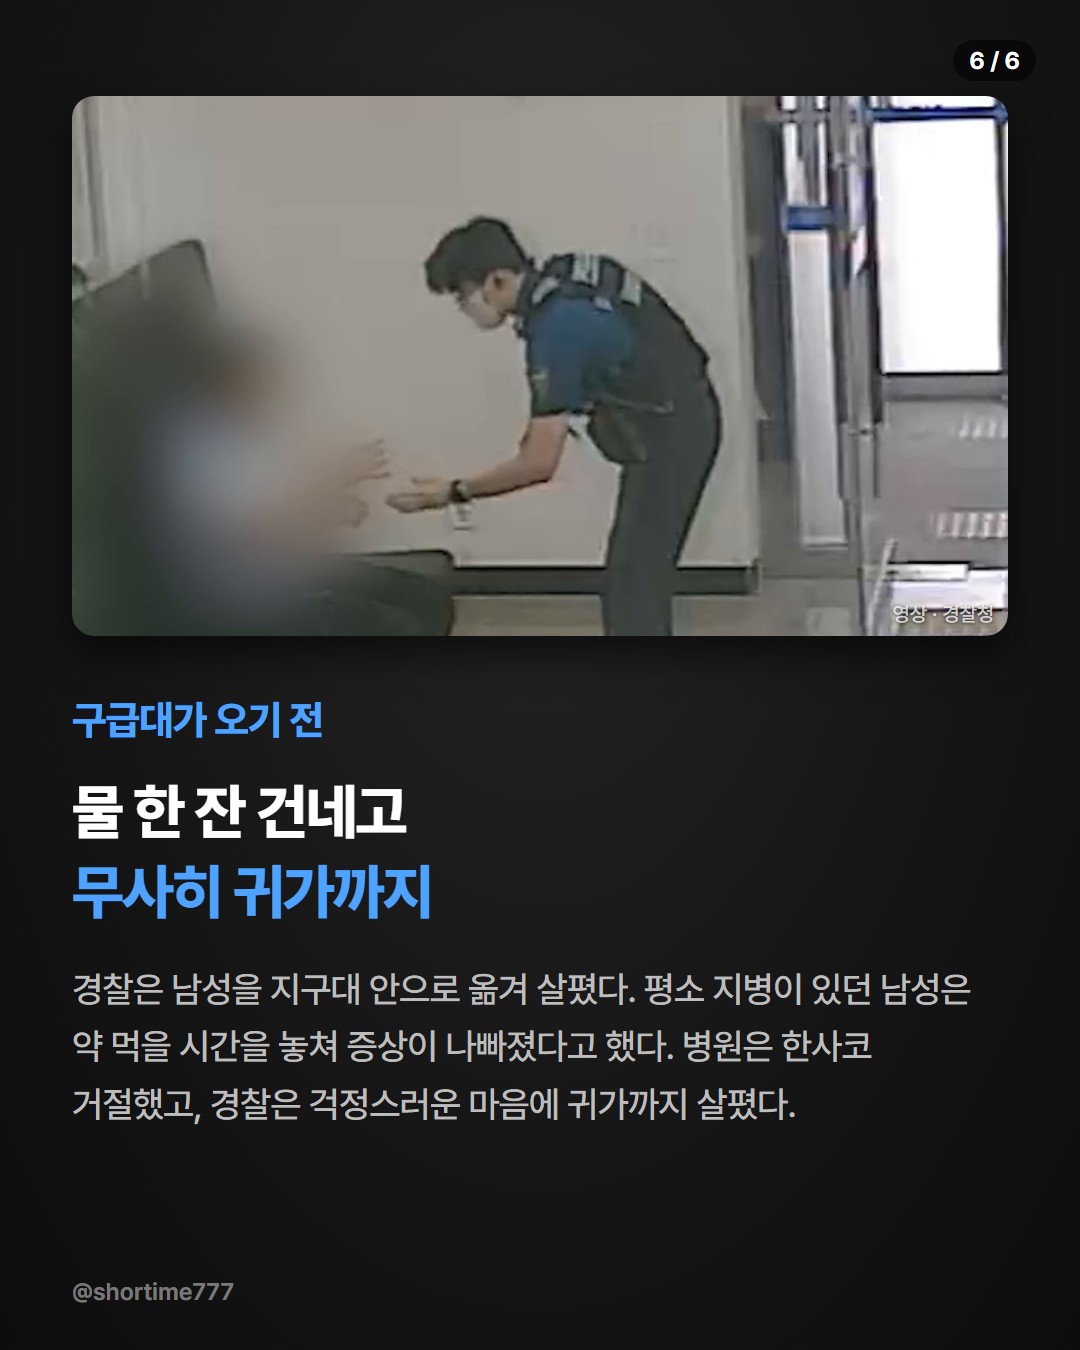 6 / 6
영상 · 경찰청
구급대가 오기 전
물 한 잔 건네고
무사히 귀가까지
경찰은 남성을 지구대 안으로 옮겨 살폈다. 평소 지병이 있던 남성은
약 먹을 시간을 놓쳐 증상이 나빠졌다고 했다. 병원은 한사코
거절했고, 경찰은 걱정스러운 마음에 귀가까지 살폈다.
@shortime777